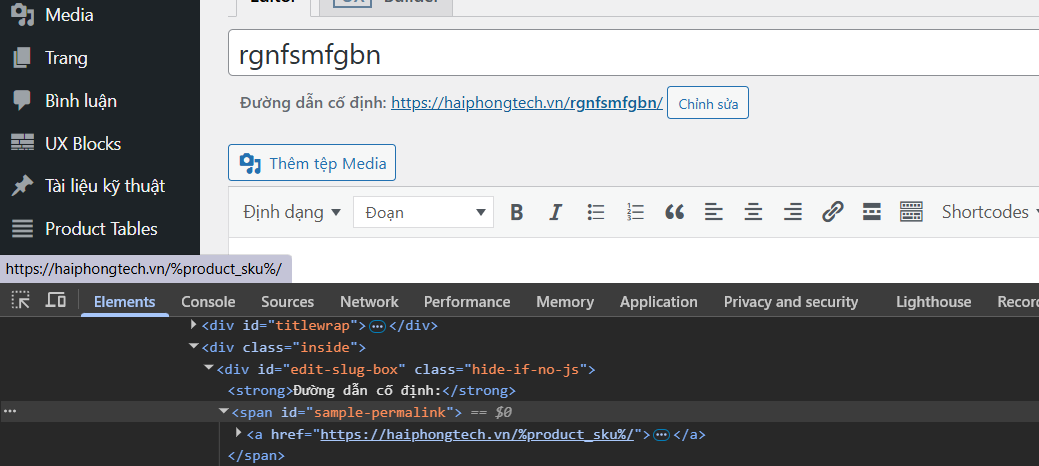 Editor UX Builder
Media
rgnfsmfgbn
Trang
Bình luận
Đường dẫn cố định: https://haiphongtech.vn/rgnfsmfgbn/ Chỉnh sửa
UX Blocks
Thêm tệp Media
Tài liệu kỹ thuật
Định dạng Đoạn B I Shortcodes
Product Tables
https://haiphongtech.vn/%product_sku%/
Elements Console Sources Network Performance Memory Application Privacy and security Lighthouse Recor
<div id="titlewrap">…</div>
<div class="inside">
<div id="edit-slug-box" class="hide-if-no-js">
<strong>Đường dẫn cố định:</strong>
… <span id="sample-permalink"> == $0
<a href="https://haiphongtech.vn/%product_sku%/">…</a>
</span>